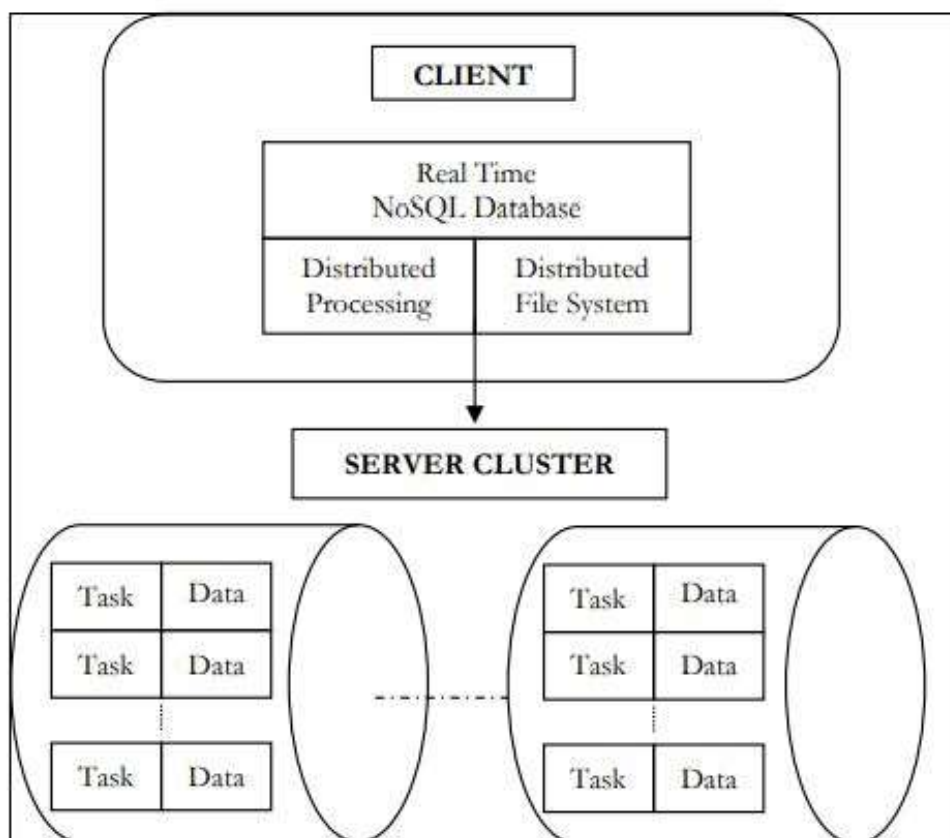 CLIENT
Real Time
NoSQL Database
Distributed
Processing
Distributed
File System
SERVER CLUSTER
Task Data
Task Data
Task Data
Task Data
Task Data
Task Data